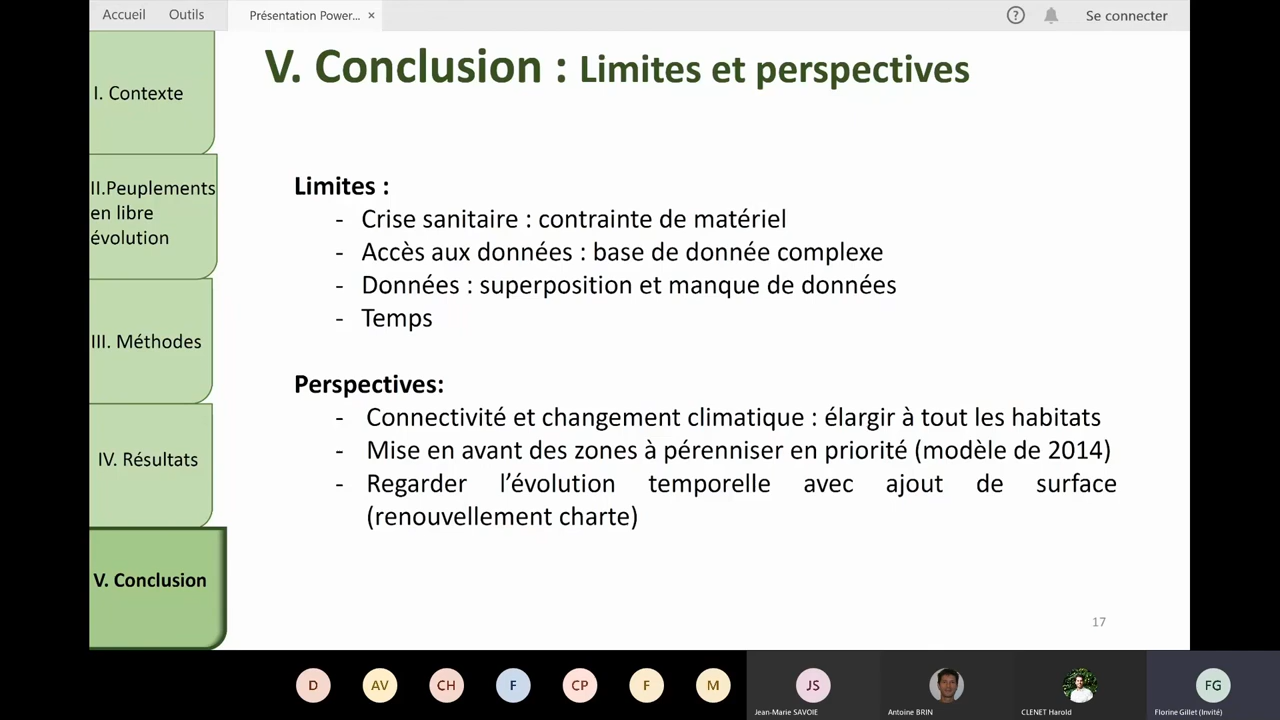 Accueil
Outils
Présentation Power... ×
?
Se connecter
V. Conclusion : Limites et perspectives
I. Contexte
II.Peuplements
en libre
évolution
III. Méthodes
IV. Résultats
V. Conclusion
Limites :
- Crise sanitaire : contrainte de matériel
- Accès aux données : base de donnée complexe
- Données : superposition et manque de données
- Temps
Perspectives:
- Connectivité et changement climatique : élargir à tout les habitats
- Mise en avant des zones à pérenniser en priorité (modèle de 2014)
- Regarder l’évolution temporelle avec ajout de surface
(renouvellement charte)
17
D
AV
CH
F
CP
F
M
JS
FG
Jean-Marie SAVOIE
Antoine BRIN
CLENET Harold
Florine Gillet (Invité)